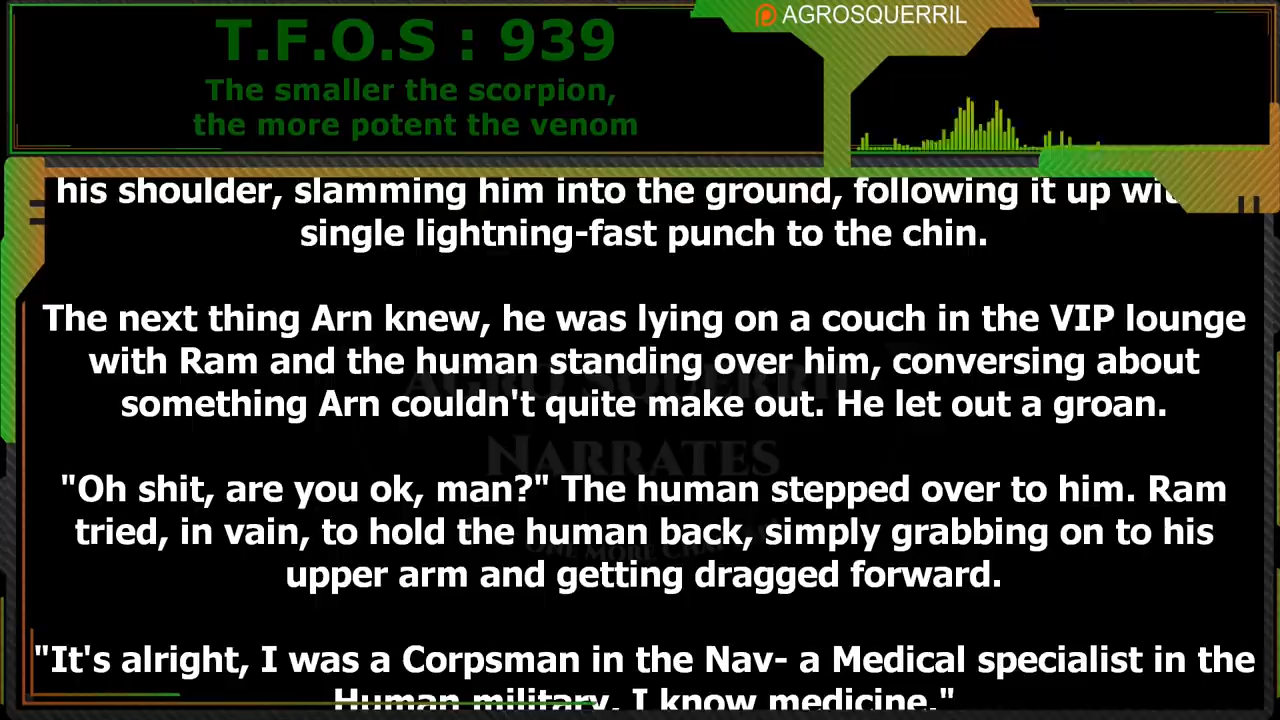 AGROSQUERRIL
T.F.O.S : 939
The smaller the scorpion,
the more potent the venom
his shoulder, slamming him into the ground, following it up
single lightning-fast punch to the chin.
The next thing Arn knew, he was lying on a couch in the VIP lounge
with Ram and the human standing over him, conversing about
something Arn couldn't quite make out. He let out a groan.
NARRATES
"Oh shit, are you ok, man?" The human stepped over to him. Ram
tried, in vain, to hold the human back, simply grabbing on to his
upper arm and getting dragged forward.
"It's alright, I was a Corpsman in the Nav- a Medical specialist in the
Human military. I know medicine."